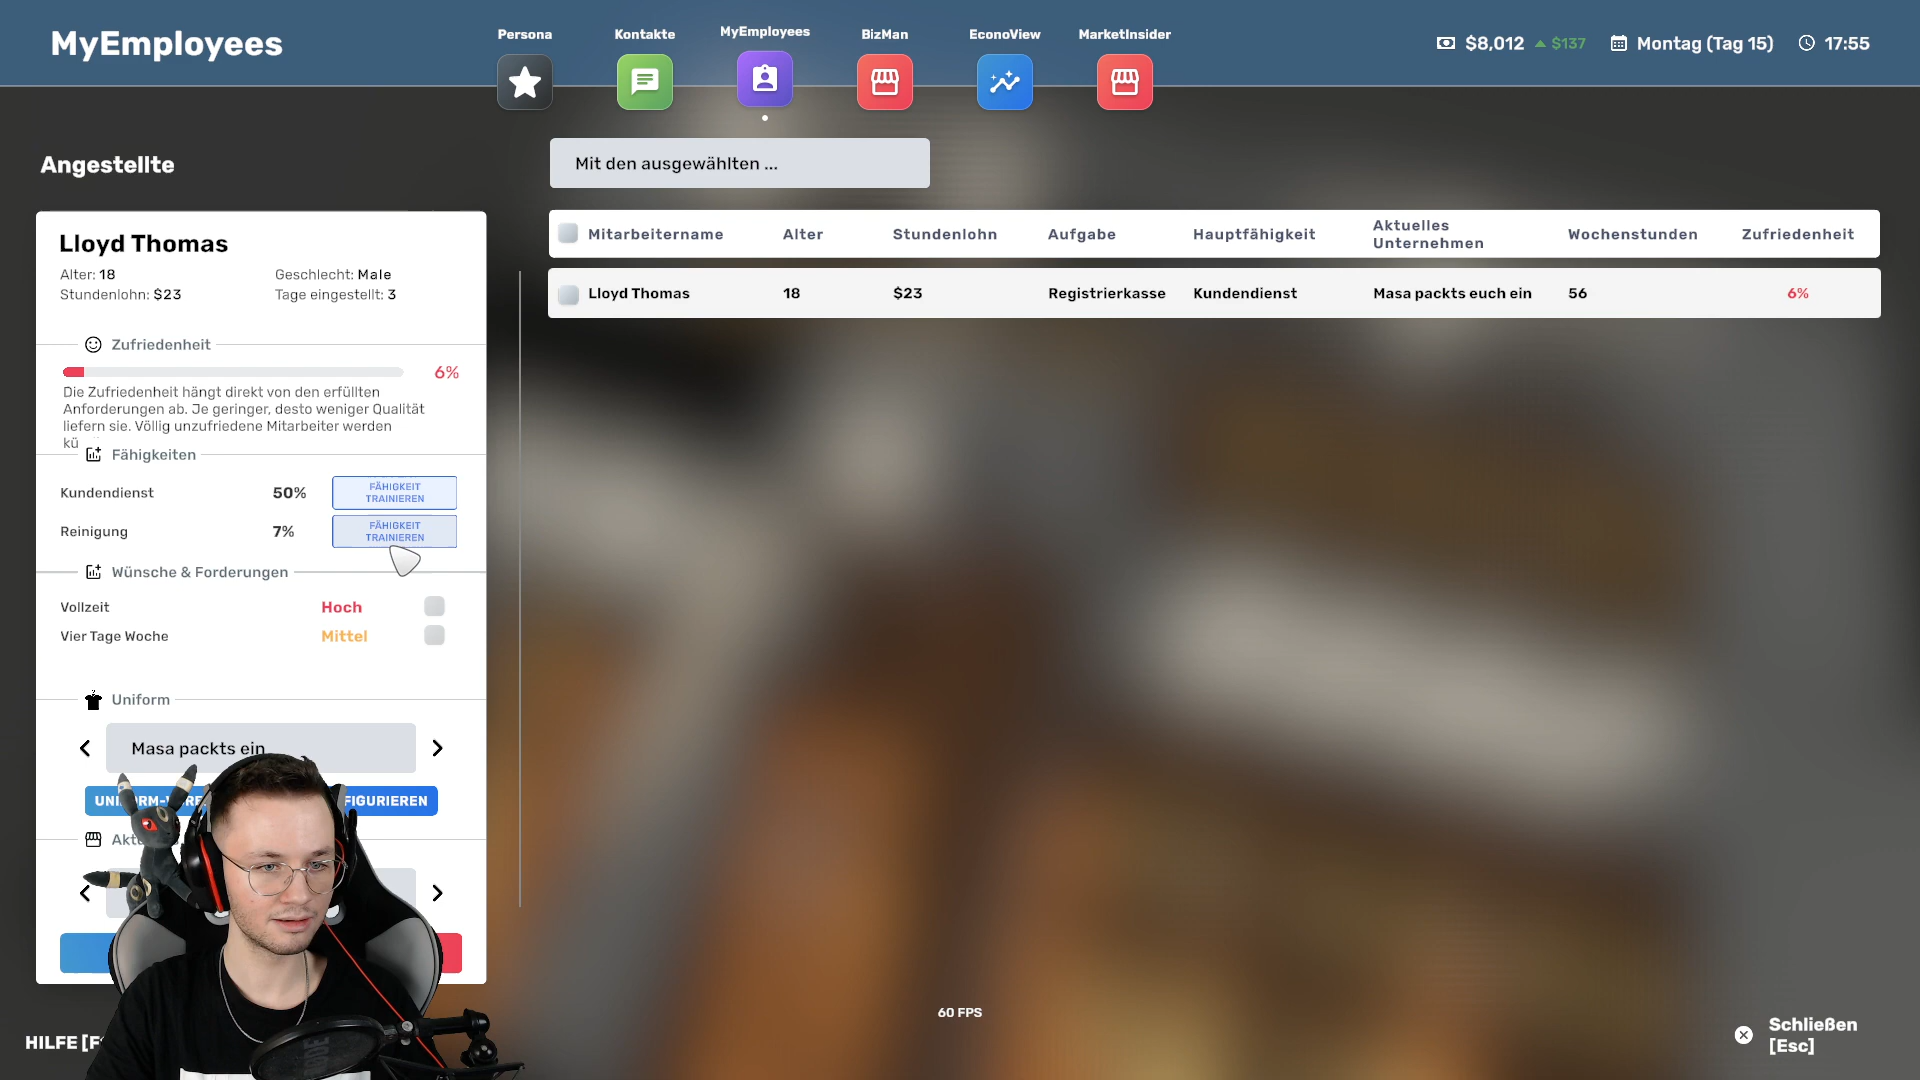 MyEmployees
Persona
Kontakte
MyEmployees
BizMan
EconoView
MarketInsider
$8,012 $137 Montag (Tag 15) 17:55
Angestellte
Mit den ausgewählten ...
Mitarbeitername Alter Stundenlohn Aufgabe Hauptfähigkeit Aktuelles Unternehmen Wochenstunden Zufriedenheit
Lloyd Thomas 18 $23 Registrierkasse Kundendienst Masa packts euch ein 56 6%
Lloyd Thomas
Alter: 18 Geschlecht: Male
Stundenlohn: $23 Tage eingestellt: 3
Zufriedenheit
6%
Die Zufriedenheit hängt direkt von den erfüllten
Anforderungen ab. Je geringer, desto weniger Qualität
liefern sie. Völlig unzufriedene Mitarbeiter werden
Fähigkeiten
Kundendienst 50% FÄHIGKEIT TRAINIEREN
Reinigung 7% FÄHIGKEIT TRAINIEREN
Wünsche & Forderungen
Vollzeit Hoch
Vier Tage Woche Mittel
Uniform
Masa packts ein
FIGURIEREN
60 FPS
HILFE
Schließen
[Esc]